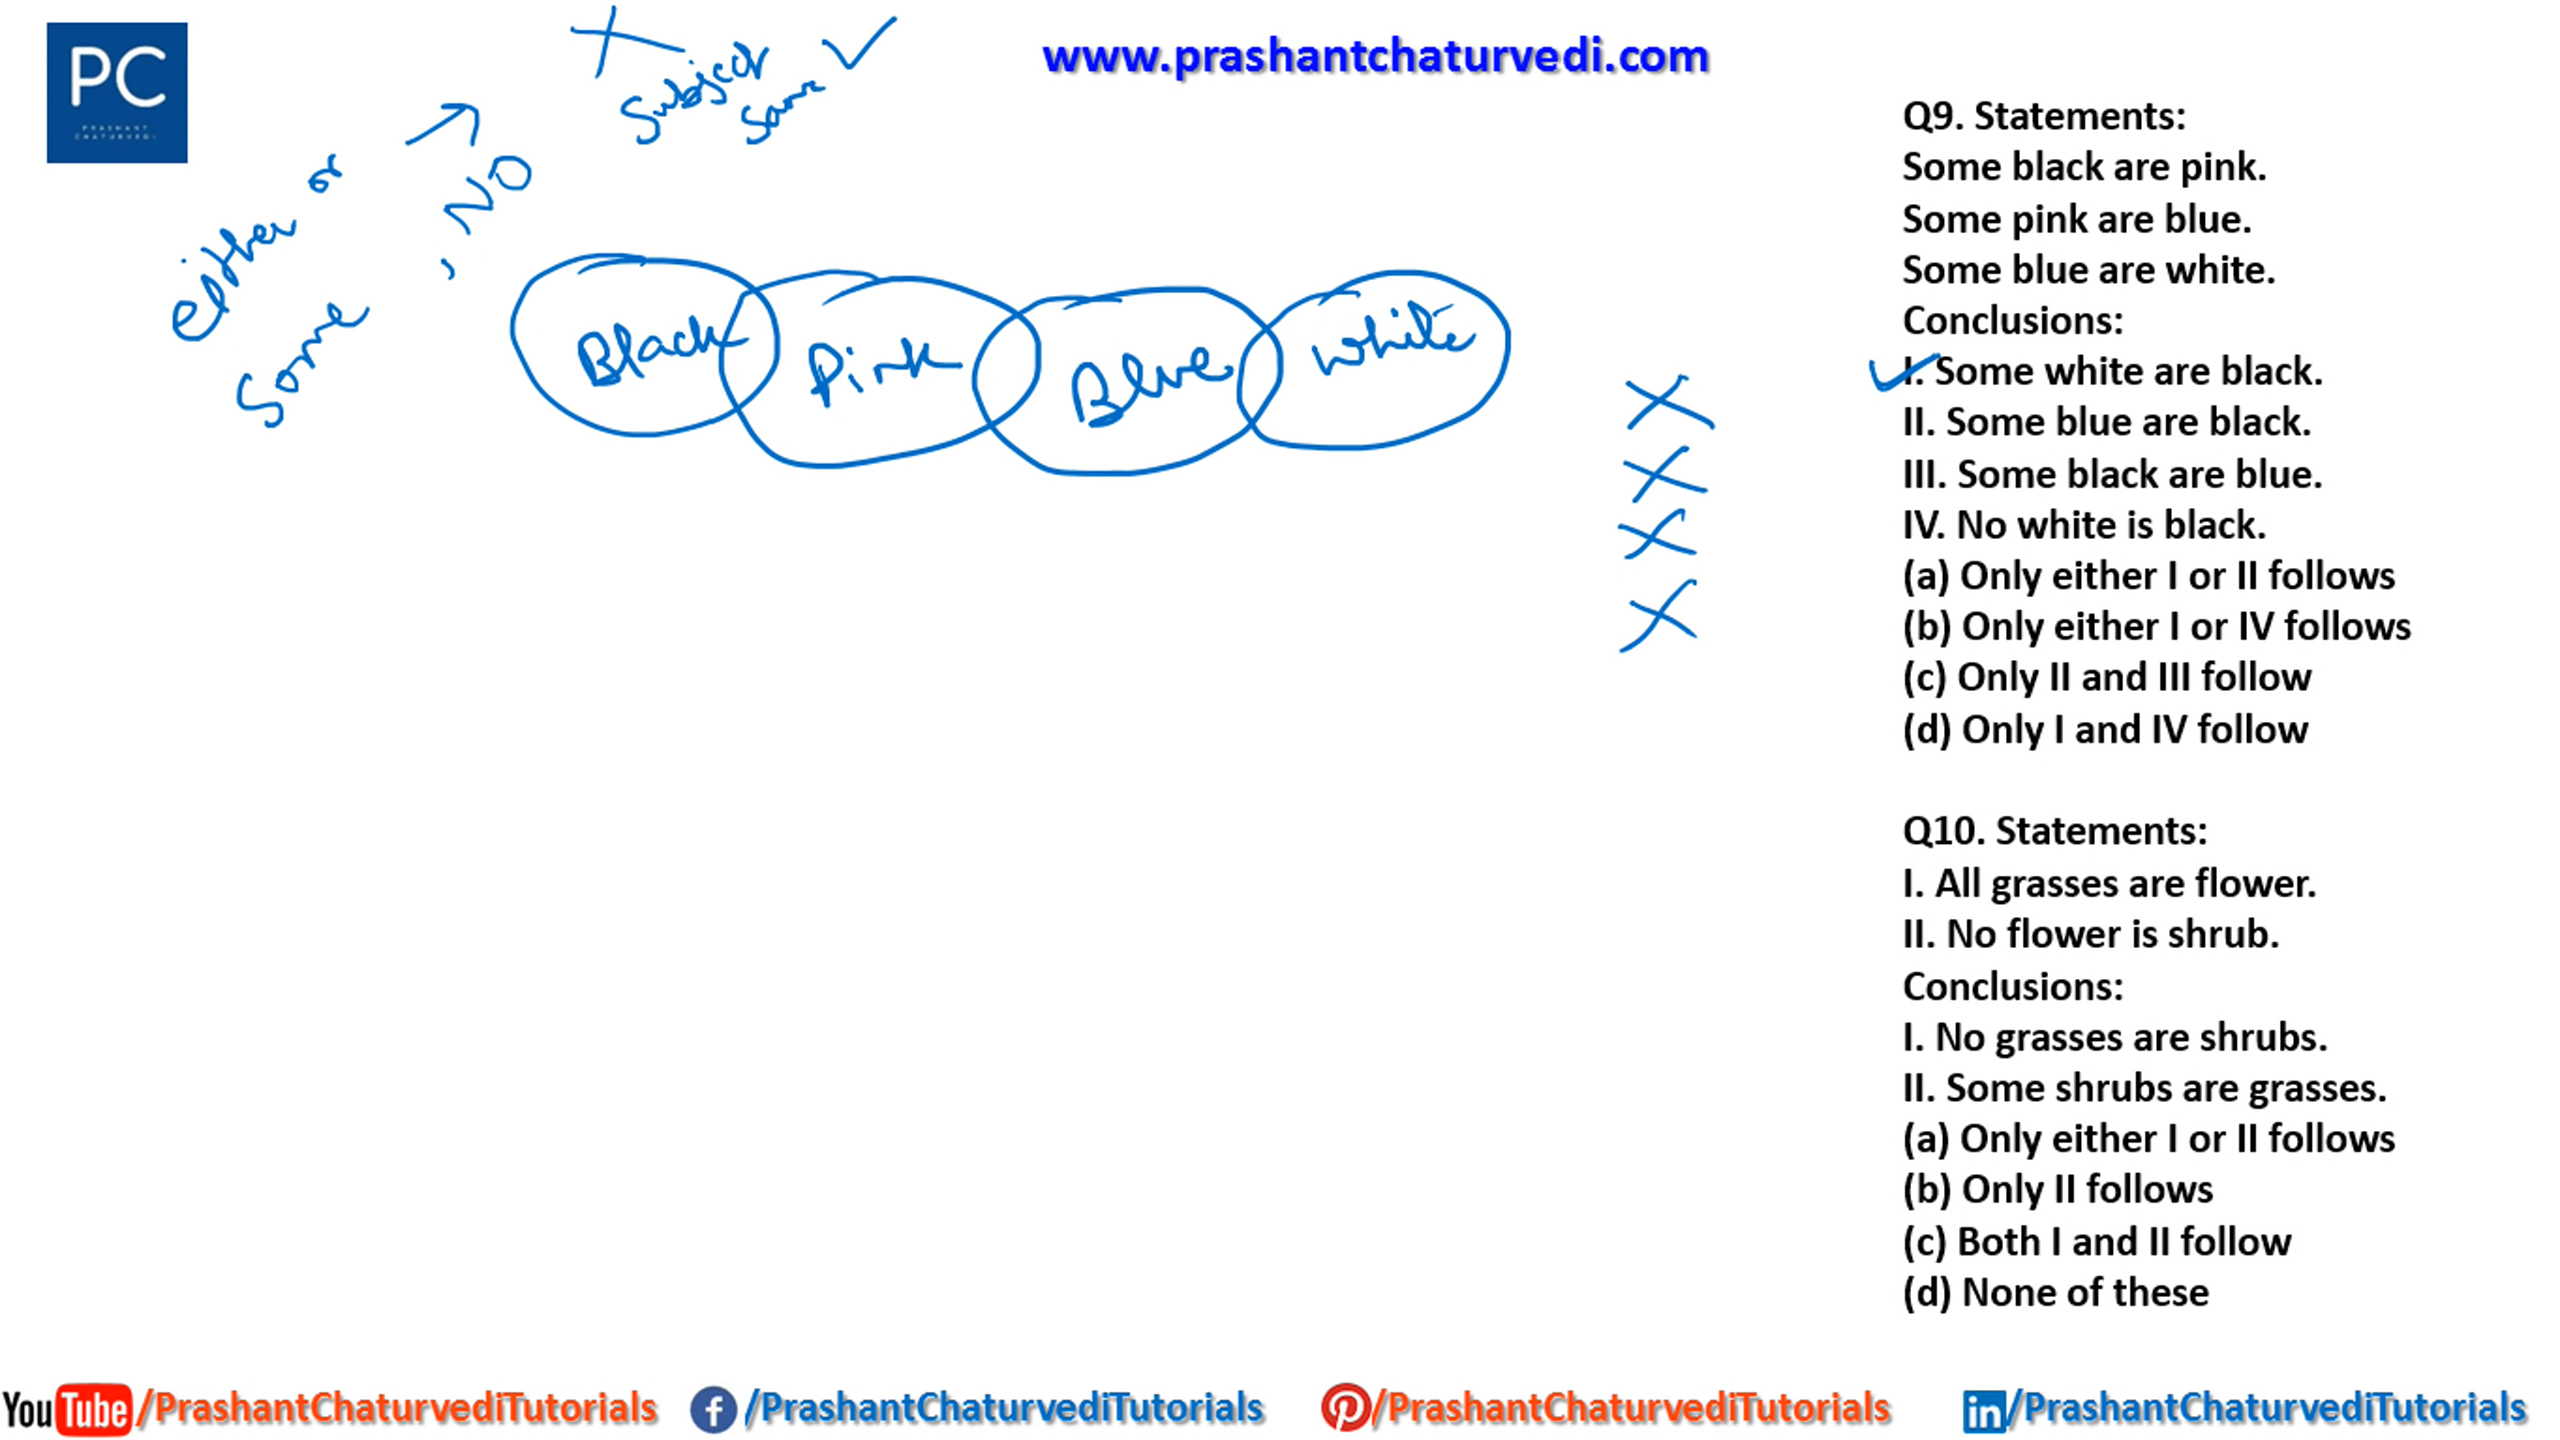 PC
PRASHANT
CHATURVEDI
www.prashantchaturvedi.com
either or
Some , NO
Same
Black
Pink
Blue
White
Q9. Statements:
Some black are pink.
Some pink are blue.
Some blue are white.
Conclusions:
I. Some white are black.
II. Some blue are black.
III. Some black are blue.
IV. No white is black.
(a) Only either I or II follows
(b) Only either I or IV follows
(c) Only II and III follow
(d) Only I and IV follow
Q10. Statements:
I. All grasses are flower.
II. No flower is shrub.
Conclusions:
I. No grasses are shrubs.
II. Some shrubs are grasses.
(a) Only either I or II follows
(b) Only II follows
(c) Both I and II follow
(d) None of these
YouTube/PrashantChaturvediTutorials f/PrashantChaturvediTutorials /PrashantChaturvediTutorials in/PrashantChaturvediTutorials